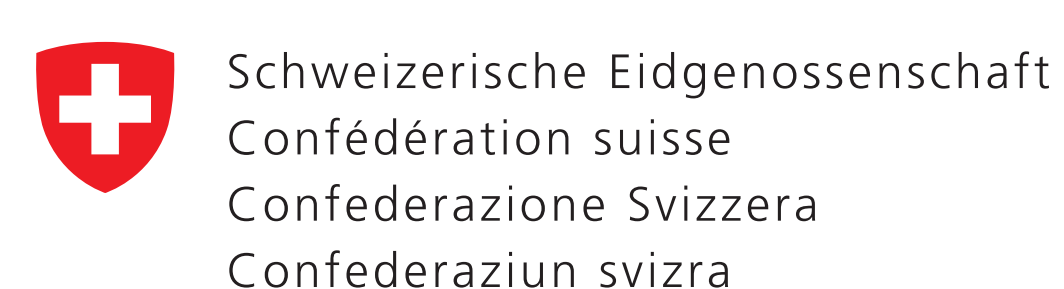 Schweizerische Eidgenossenschaft
Confédération suisse
Confederazione Svizzera
Confederaziun svizra